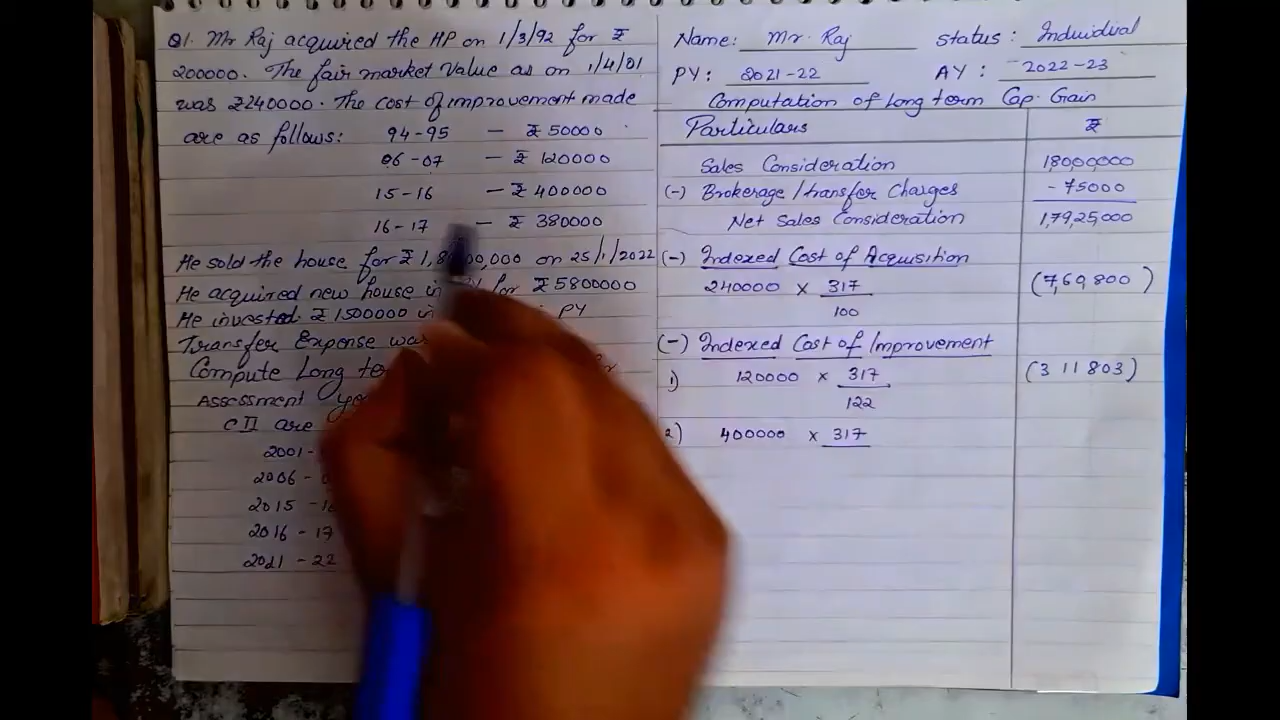 Q1. Mr Raj acquired the HP on 1/3/92 for ₹
200000. The fair market value as on 1/4/01
was ₹240000. The cost of improvement made
are as follows: 94-95 - ₹ 50000
06-07 - ₹ 120000
15-16 - ₹ 400000
16-17 - ₹ 380000
He sold the house for ₹ 1,8 00,000 on 25/1/2022
He acquired new house in for ₹ 5800000
He invested ₹ 1500000 in PY
Transfer Expense
Compute Long
Assessment
CII are
2001-
2006 -
2015 - 16
2016 - 17
2021 - 22
Name: Mr. Raj Status: Individual
PY: 2021-22 AY: 2022-23
Computation of Long term Cap. Gain
Particulars ₹
Sales Consideration 18000000
(-) Brokerage / transfer Charges - 75000
Net Sales Consideration 1,79,25,000
(-) Indexed Cost of Acquisition
240000 × 317 (7,60,800)
100
(-) Indexed Cost of Improvement
1) 120000 × 317 (3 11 803)
122
2) 400000 × 317